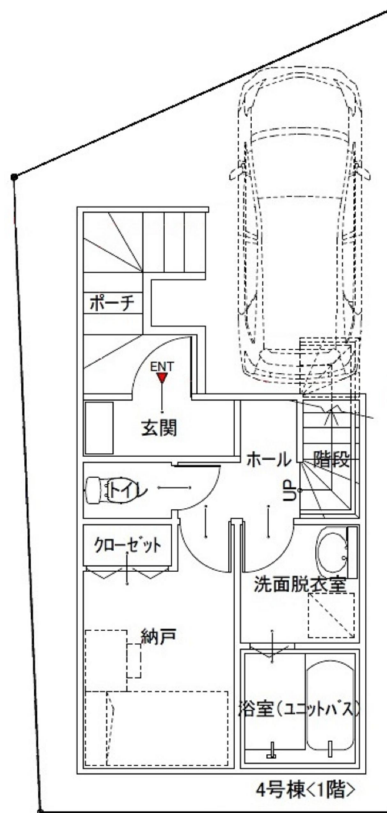 ポーチ
ENT
玄関
ホール
階段
UP
トイレ
クローゼット
洗面脱衣室
納戸
浴室(ユニットバス)
4号棟<1階>